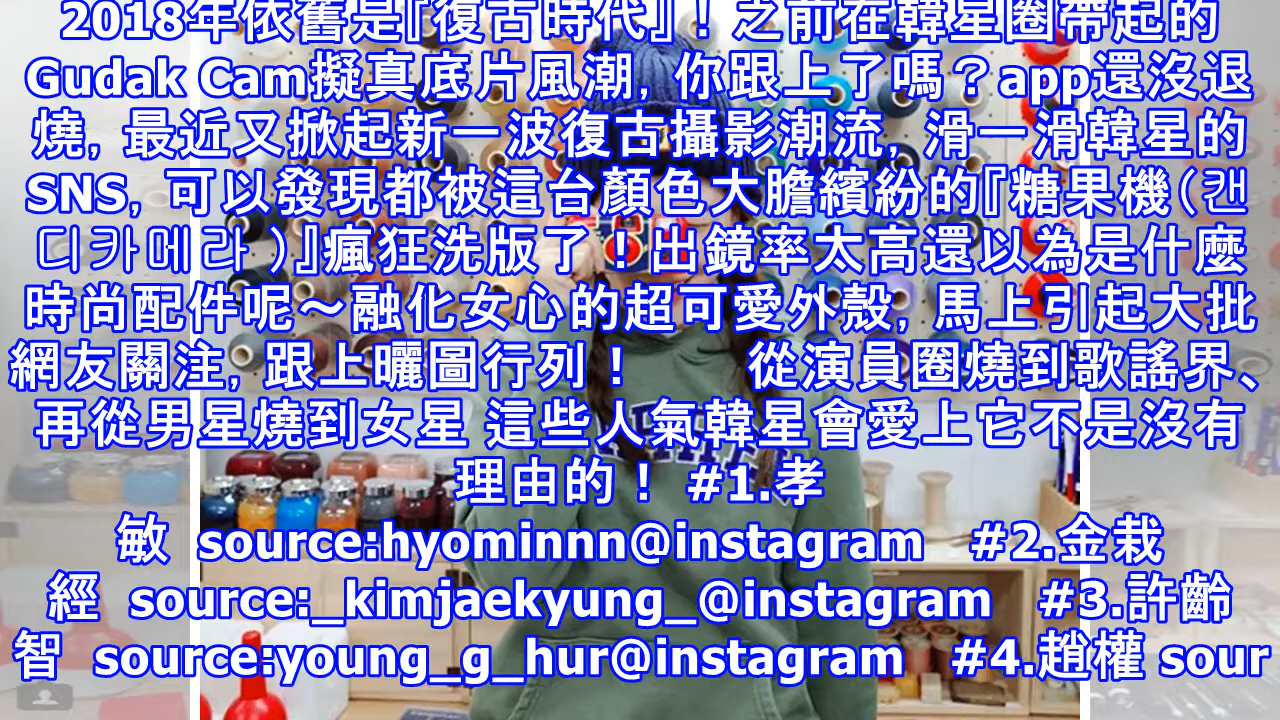 2018年依舊是『復古時代』！之前在韓星圈帶起的
Gudak Cam擬真底片風潮, 你跟上了嗎？app還沒退
燒, 最近又掀起新一波復古攝影潮流, 滑一滑韓星的
SNS, 可以發現都被這台顏色大膽繽紛的『糖果機(캔
디카메라 )』瘋狂洗版了！出鏡率太高還以為是什麼
時尚配件呢～融化女心的超可愛外殼, 馬上引起大批
網友關注, 跟上曬圖行列！ 從演員圈燒到歌謠界、
再從男星燒到女星 這些人氣韓星會愛上它不是沒有
理由的！ #1.孝
敏 source:hyominnn@instagram #2.金栽
經 source:_kimjaekyung_@instagram #3.許齡
智 source:young_g_hur@instagram #4.趙權 sour